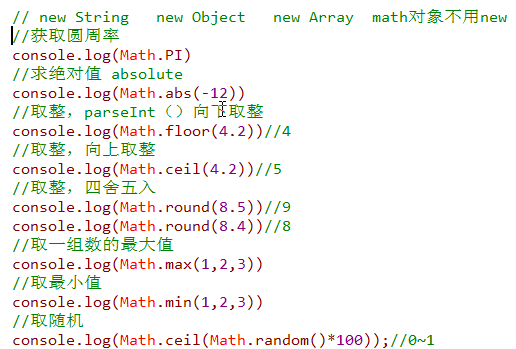 // new String   new Object   new Array  math对象不用new
//获取圆周率
console.log(Math.PI)
//求绝对值 absolute
console.log(Math.abs(-12))
//取整，parseInt（）向下取整
console.log(Math.floor(4.2))//4
//取整，向上取整
console.log(Math.ceil(4.2))//5
//取整，四舍五入
console.log(Math.round(8.5))//9
console.log(Math.round(8.4))//8
//取一组数的最大值
console.log(Math.max(1,2,3))
//取最小值
console.log(Math.min(1,2,3))
//取随机
console.log(Math.ceil(Math.random()*100));//0~1